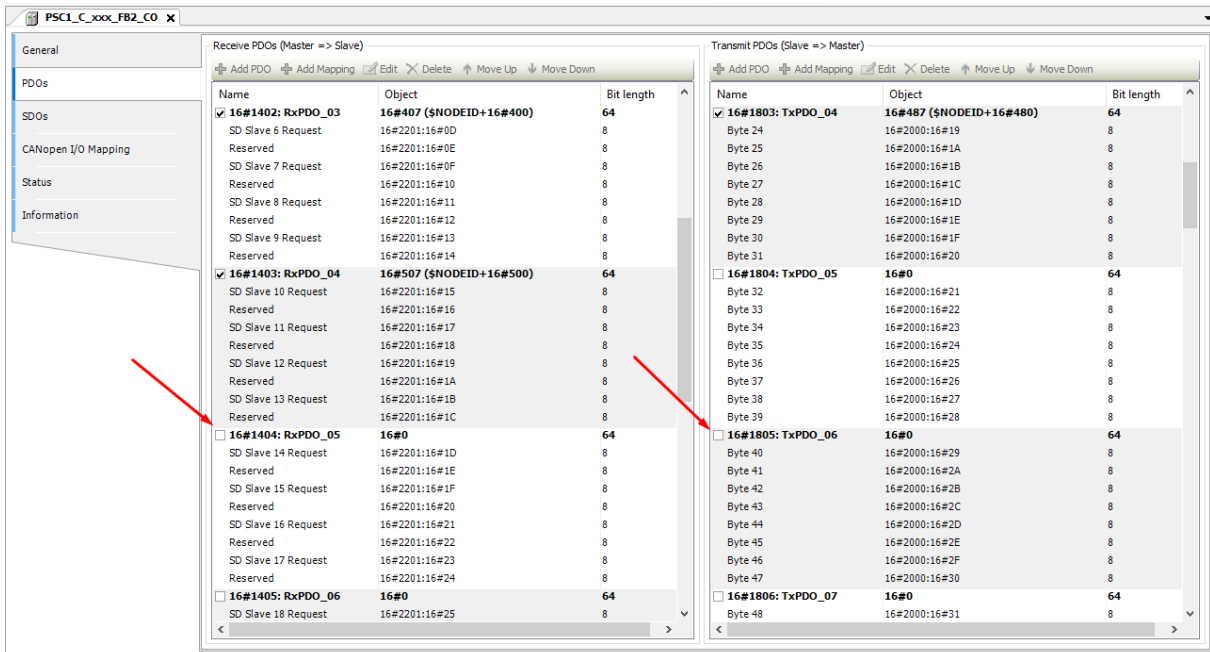 PSC1_C_xxx_FB2_CO X
General
PDOs
SDOs
CANopen I/O Mapping
Status
Information
Receive PDOs (Master => Slave)
Add PDO Add Mapping Edit Delete Move Up Move Down
Name Object Bit length
16#1402: RxPDO_03 16#407 ($NODEID+16#400) 64
SD Slave 6 Request 16#2201:16#0D 8
Reserved 16#2201:16#0E 8
SD Slave 7 Request 16#2201:16#0F 8
Reserved 16#2201:16#10 8
SD Slave 8 Request 16#2201:16#11 8
Reserved 16#2201:16#12 8
SD Slave 9 Request 16#2201:16#13 8
Reserved 16#2201:16#14 8
16#1403: RxPDO_04 16#507 ($NODEID+16#500) 64
SD Slave 10 Request 16#2201:16#15 8
Reserved 16#2201:16#16 8
SD Slave 11 Request 16#2201:16#17 8
Reserved 16#2201:16#18 8
SD Slave 12 Request 16#2201:16#19 8
Reserved 16#2201:16#1A 8
SD Slave 13 Request 16#2201:16#1B 8
Reserved 16#2201:16#1C 8
16#1404: RxPDO_05 16#0 64
SD Slave 14 Request 16#2201:16#1D 8
Reserved 16#2201:16#1E 8
SD Slave 15 Request 16#2201:16#1F 8
Reserved 16#2201:16#20 8
SD Slave 16 Request 16#2201:16#21 8
Reserved 16#2201:16#22 8
SD Slave 17 Request 16#2201:16#23 8
Reserved 16#2201:16#24 8
16#1405: RxPDO_06 16#0 64
SD Slave 18 Request 16#2201:16#25 8
Transmit PDOs (Slave => Master)
Add PDO Add Mapping Edit Delete Move Up Move Down
Name Object Bit length
16#1803: TxPDO_04 16#487 ($NODEID+16#480) 64
Byte 24 16#2000:16#19 8
Byte 25 16#2000:16#1A 8
Byte 26 16#2000:16#1B 8
Byte 27 16#2000:16#1C 8
Byte 28 16#2000:16#1D 8
Byte 29 16#2000:16#1E 8
Byte 30 16#2000:16#1F 8
Byte 31 16#2000:16#20 8
16#1804: TxPDO_05 16#0 64
Byte 32 16#2000:16#21 8
Byte 33 16#2000:16#22 8
Byte 34 16#2000:16#23 8
Byte 35 16#2000:16#24 8
Byte 36 16#2000:16#25 8
Byte 37 16#2000:16#26 8
Byte 38 16#2000:16#27 8
Byte 39 16#2000:16#28 8
16#1805: TxPDO_06 16#0 64
Byte 40 16#2000:16#29 8
Byte 41 16#2000:16#2A 8
Byte 42 16#2000:16#2B 8
Byte 43 16#2000:16#2C 8
Byte 44 16#2000:16#2D 8
Byte 45 16#2000:16#2E 8
Byte 46 16#2000:16#2F 8
Byte 47 16#2000:16#30 8
16#1806: TxPDO_07 16#0 64
Byte 48 16#2000:16#31 8